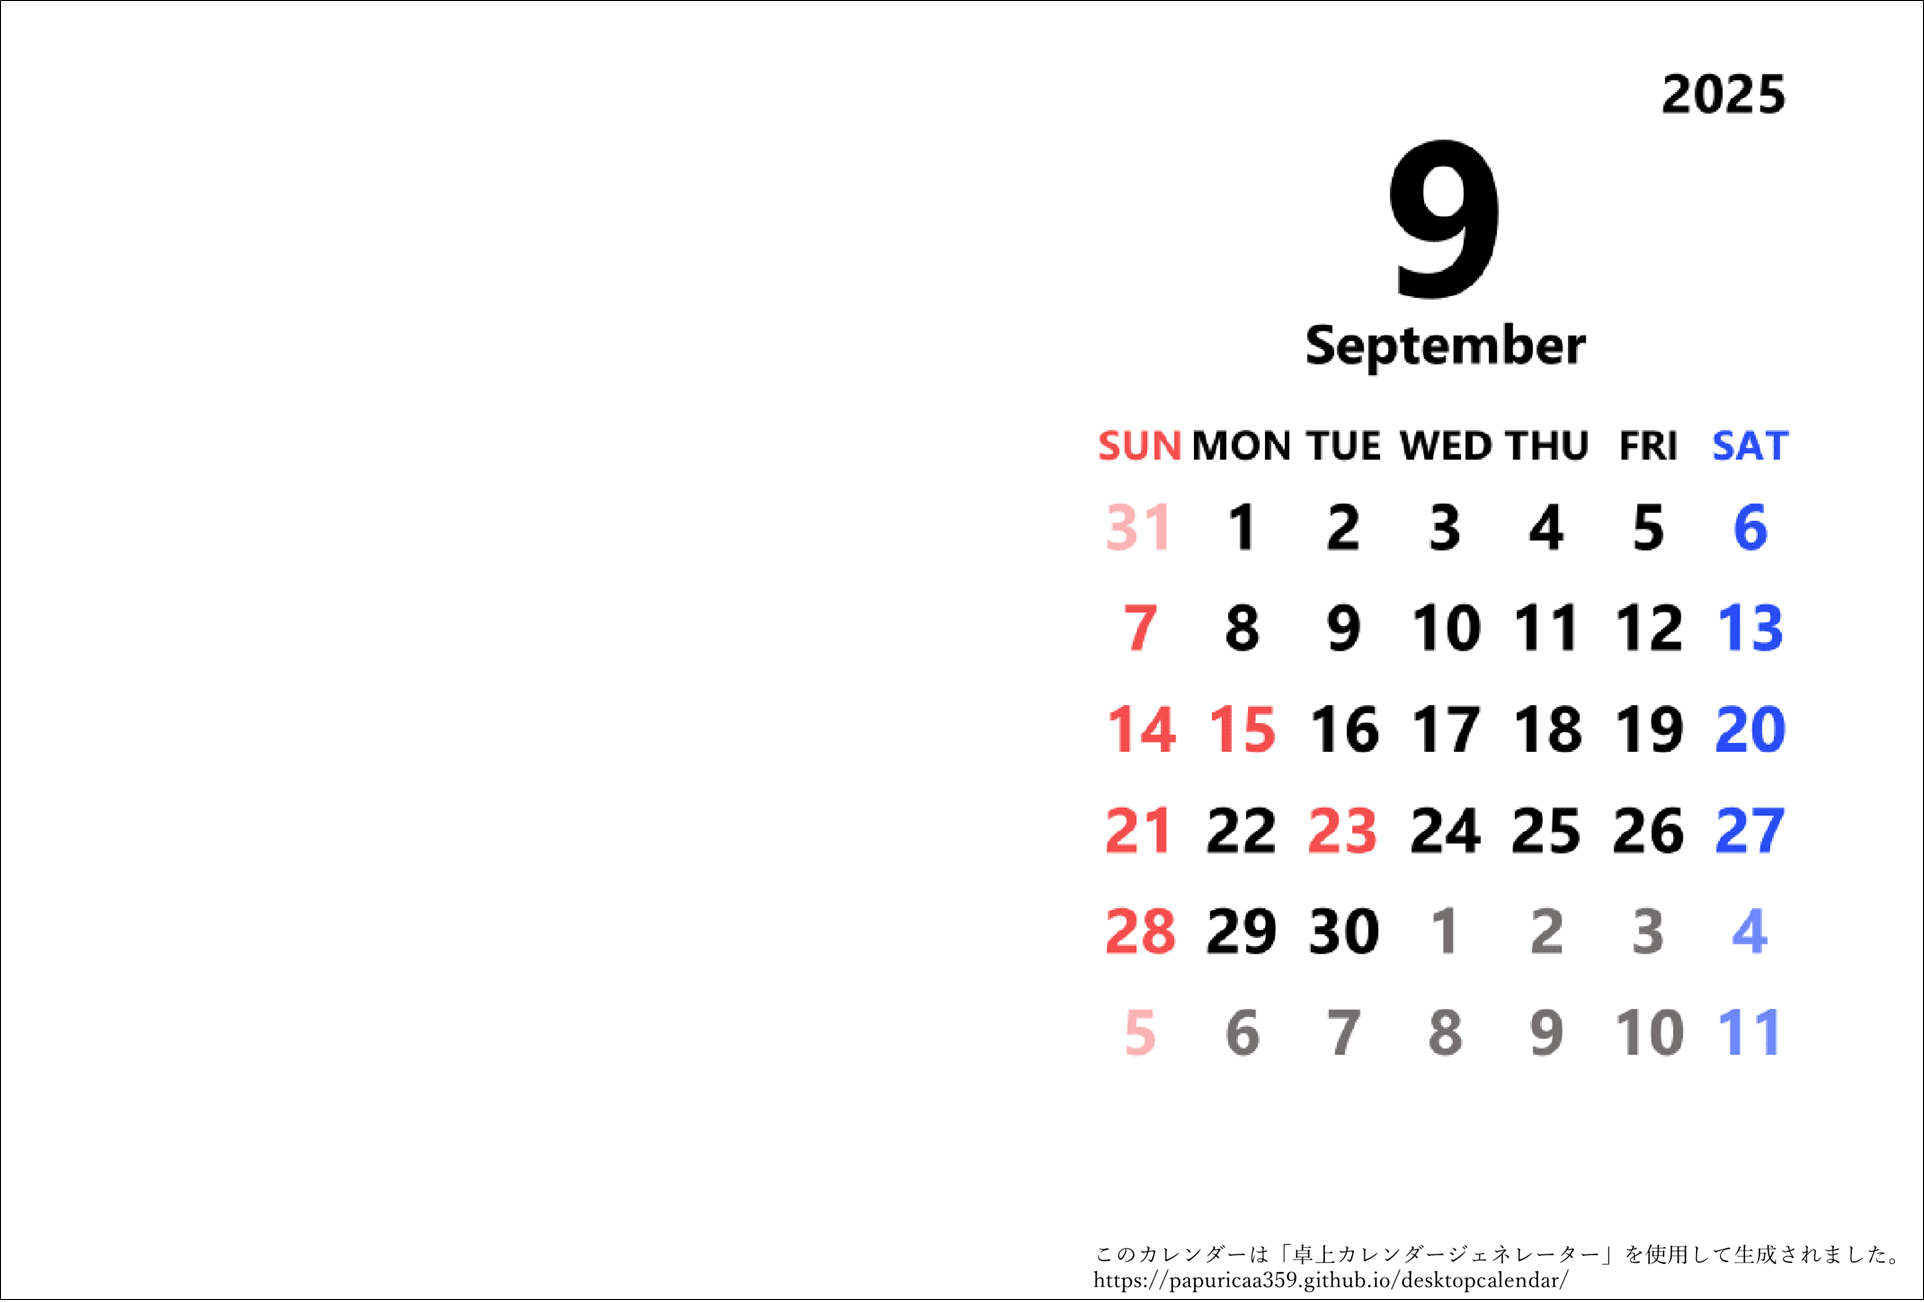 2025
9
September
SUN MON TUE WED THU FRI SAT
31 1 2 3 4 5 6
7 8 9 10 11 12 13
14 15 16 17 18 19 20
21 22 23 24 25 26 27
28 29 30 1 2 3 4
5 6 7 8 9 10 11
このカレンダーは「卓上カレンダージェネレーター」を使用して生成されました。
https://papuricaa359.github.io/desktopcalendar/